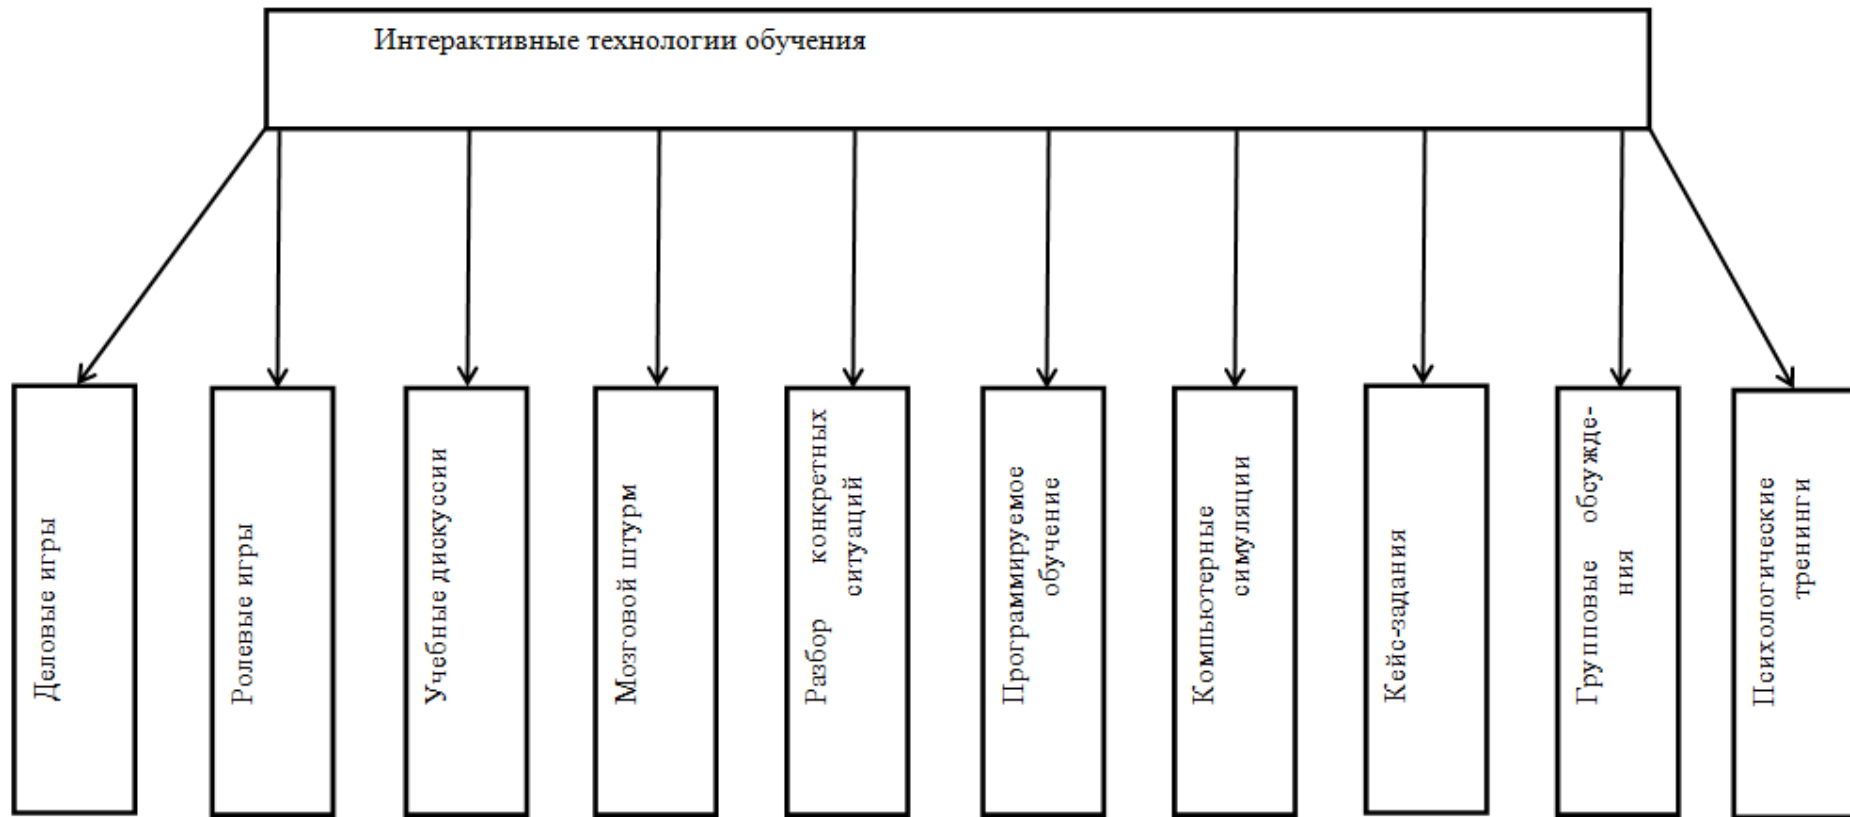 Интерактивные технологии обучения
Деловые игры
Ролевые игры
Учебные дискуссии
Мозговой штурм
Разбор конкретных
ситуаций
Программируемое
обучение
Компьютерные
симуляции
Кейс-задания
Групповые обсужде-
ния
Психологические
тренинги